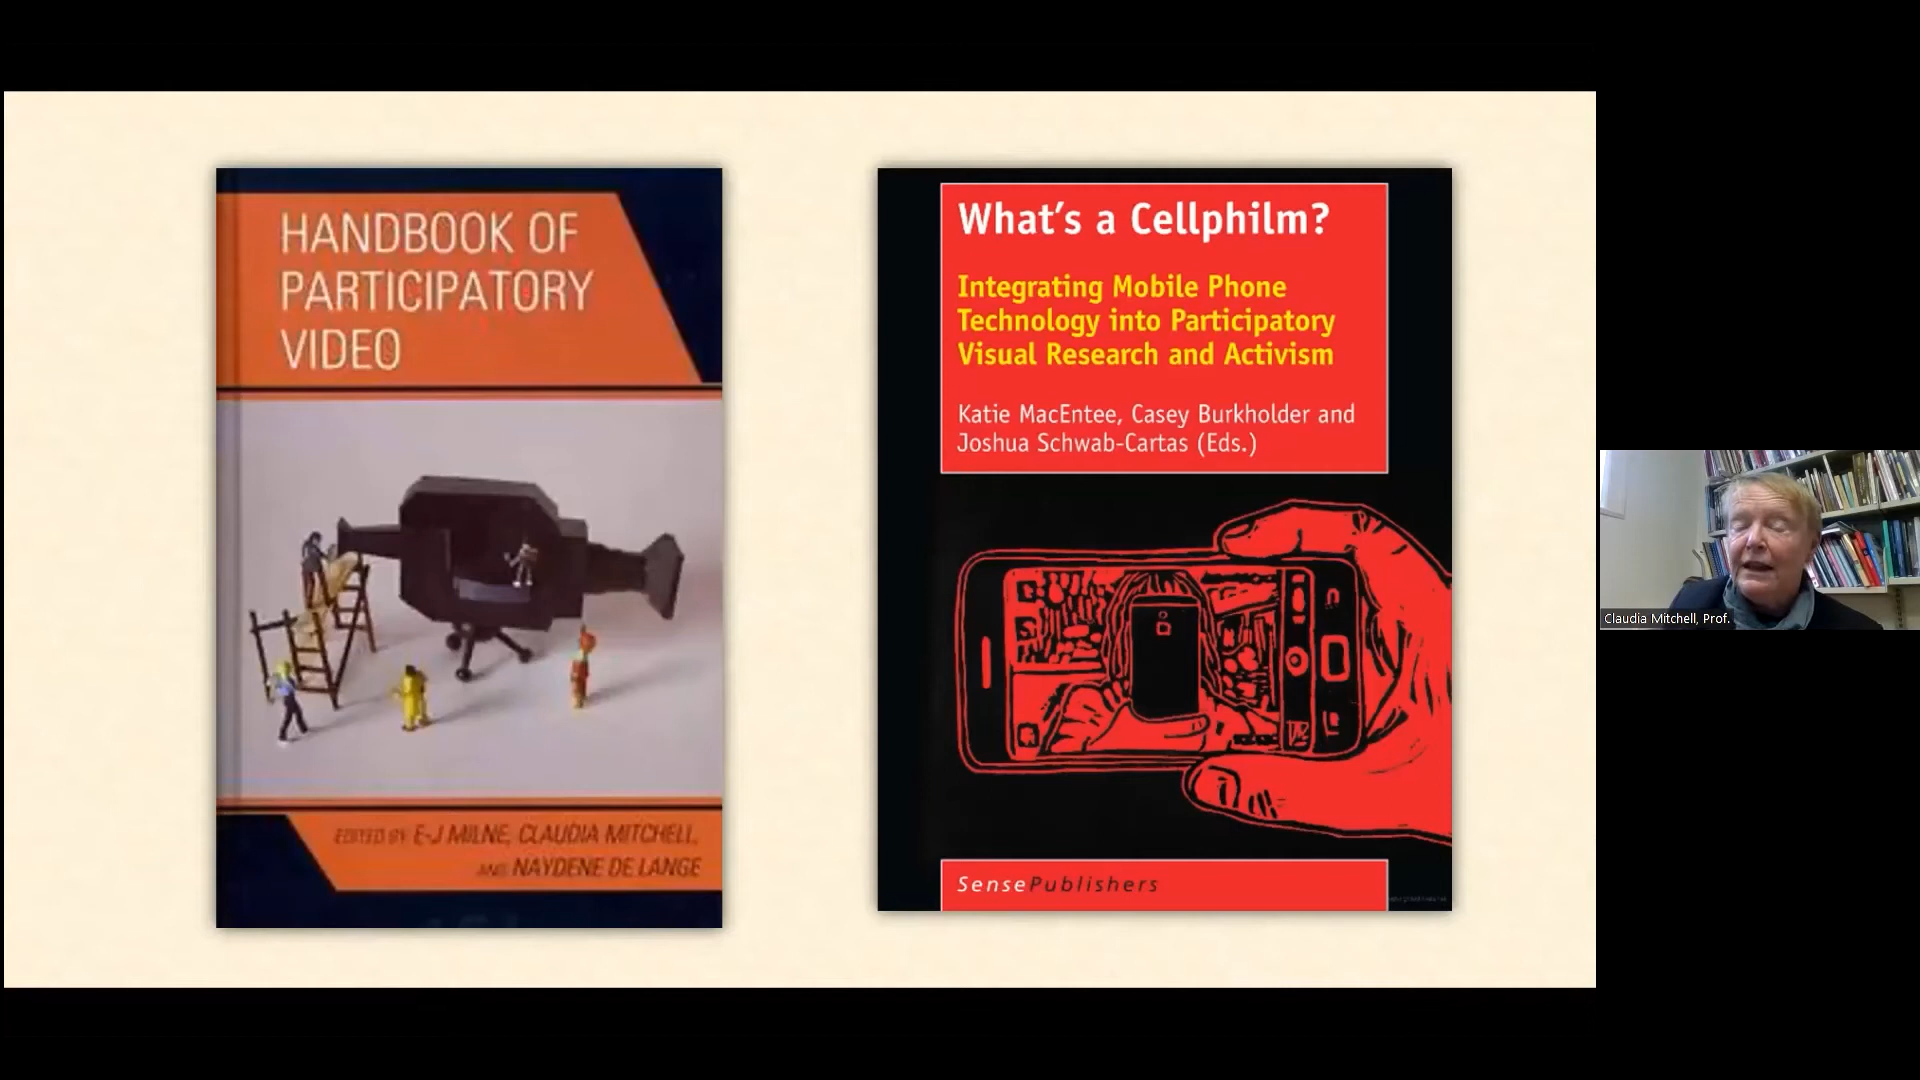 HANDBOOK OF
PARTICIPATORY
VIDEO
EDITED BY E-J MILNE, CLAUDIA MITCHELL,
AND NAYDENE DE LANGE
What's a Cellphilm?
Integrating Mobile Phone
Technology into Participatory
Visual Research and Activism
Katie MacEntee, Casey Burkholder and
Joshua Schwab-Cartas (Eds.)
SensePublishers
Claudia Mitchell, Prof.